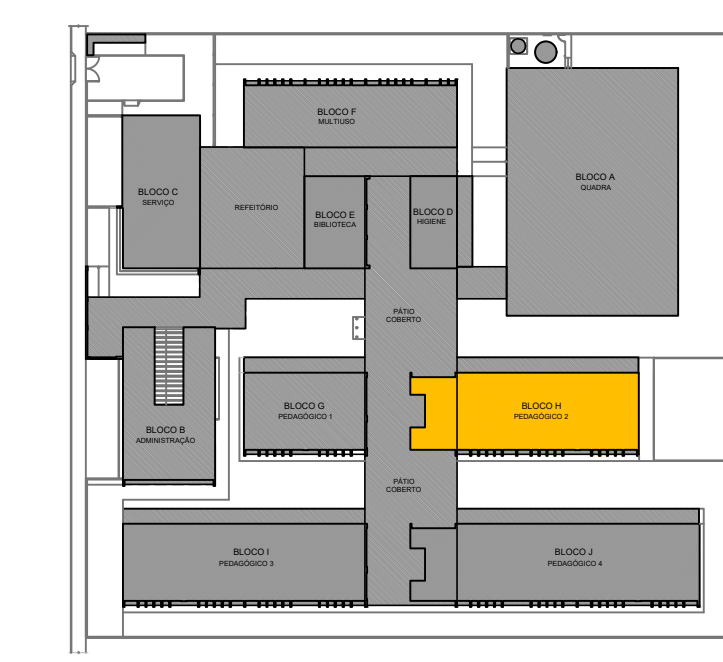 BLOCO F
MULTIUSO
BLOCO A
QUADRA
BLOCO C
SERVIÇO
REFEITÓRIO
BLOCO E
BIBLIOTECA
BLOCO D
HIGIENE
PÁTIO
COBERTO
BLOCO G
PEDAGÓGICO 1
BLOCO H
PEDAGÓGICO 2
BLOCO B
ADMINISTRAÇÃO
PÁTIO
COBERTO
BLOCO I
PEDAGÓGICO 3
BLOCO J
PEDAGÓGICO 4